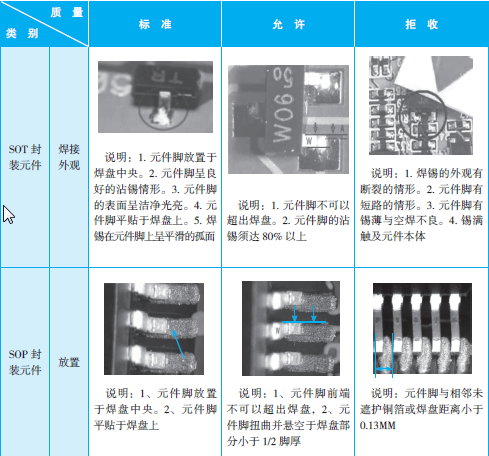 质 量
类 别
标 准
允 许
拒 收
SOT 封
装元件
焊接
外观
说明：1. 元件脚放置于
焊盘中央。2. 元件脚呈良
好的沾锡情形。3. 元件脚
的表面呈洁净光亮。4. 元
件脚平贴于焊盘上。5. 焊
锡在元件脚上呈平滑的孤面
W06S
W
A
说明：1. 元件脚不可以
超出焊盘。2. 元件脚的沾
锡须达 80% 以上
说明：1. 焊锡的外观有
断裂的情形。2. 元件脚有
短路的情形。3. 元件脚有
锡薄与空焊不良。4. 锡满
触及元件本体
SOP 封
装元件
放置
说明：1、元件脚放置
于焊盘中央。2、元件脚
平贴于焊盘上
W
说明：1、元件脚前端
不可以超出焊盘，2、元
件脚扭曲并悬空于焊盘部
分小于 1/2 脚厚
说明：元件脚与相邻未
遮护铜箔或焊盘距离小于
0.13MM